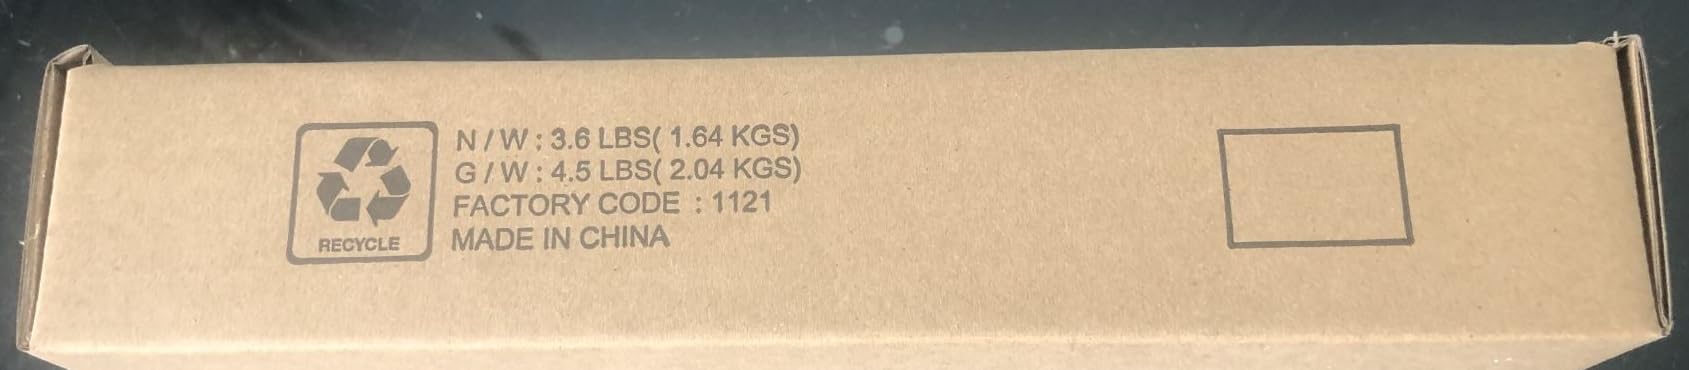 RECYCLE
N / W : 3.6 LBS( 1.64 KGS)
G / W : 4.5 LBS( 2.04 KGS)
FACTORY CODE : 1121
MADE IN CHINA